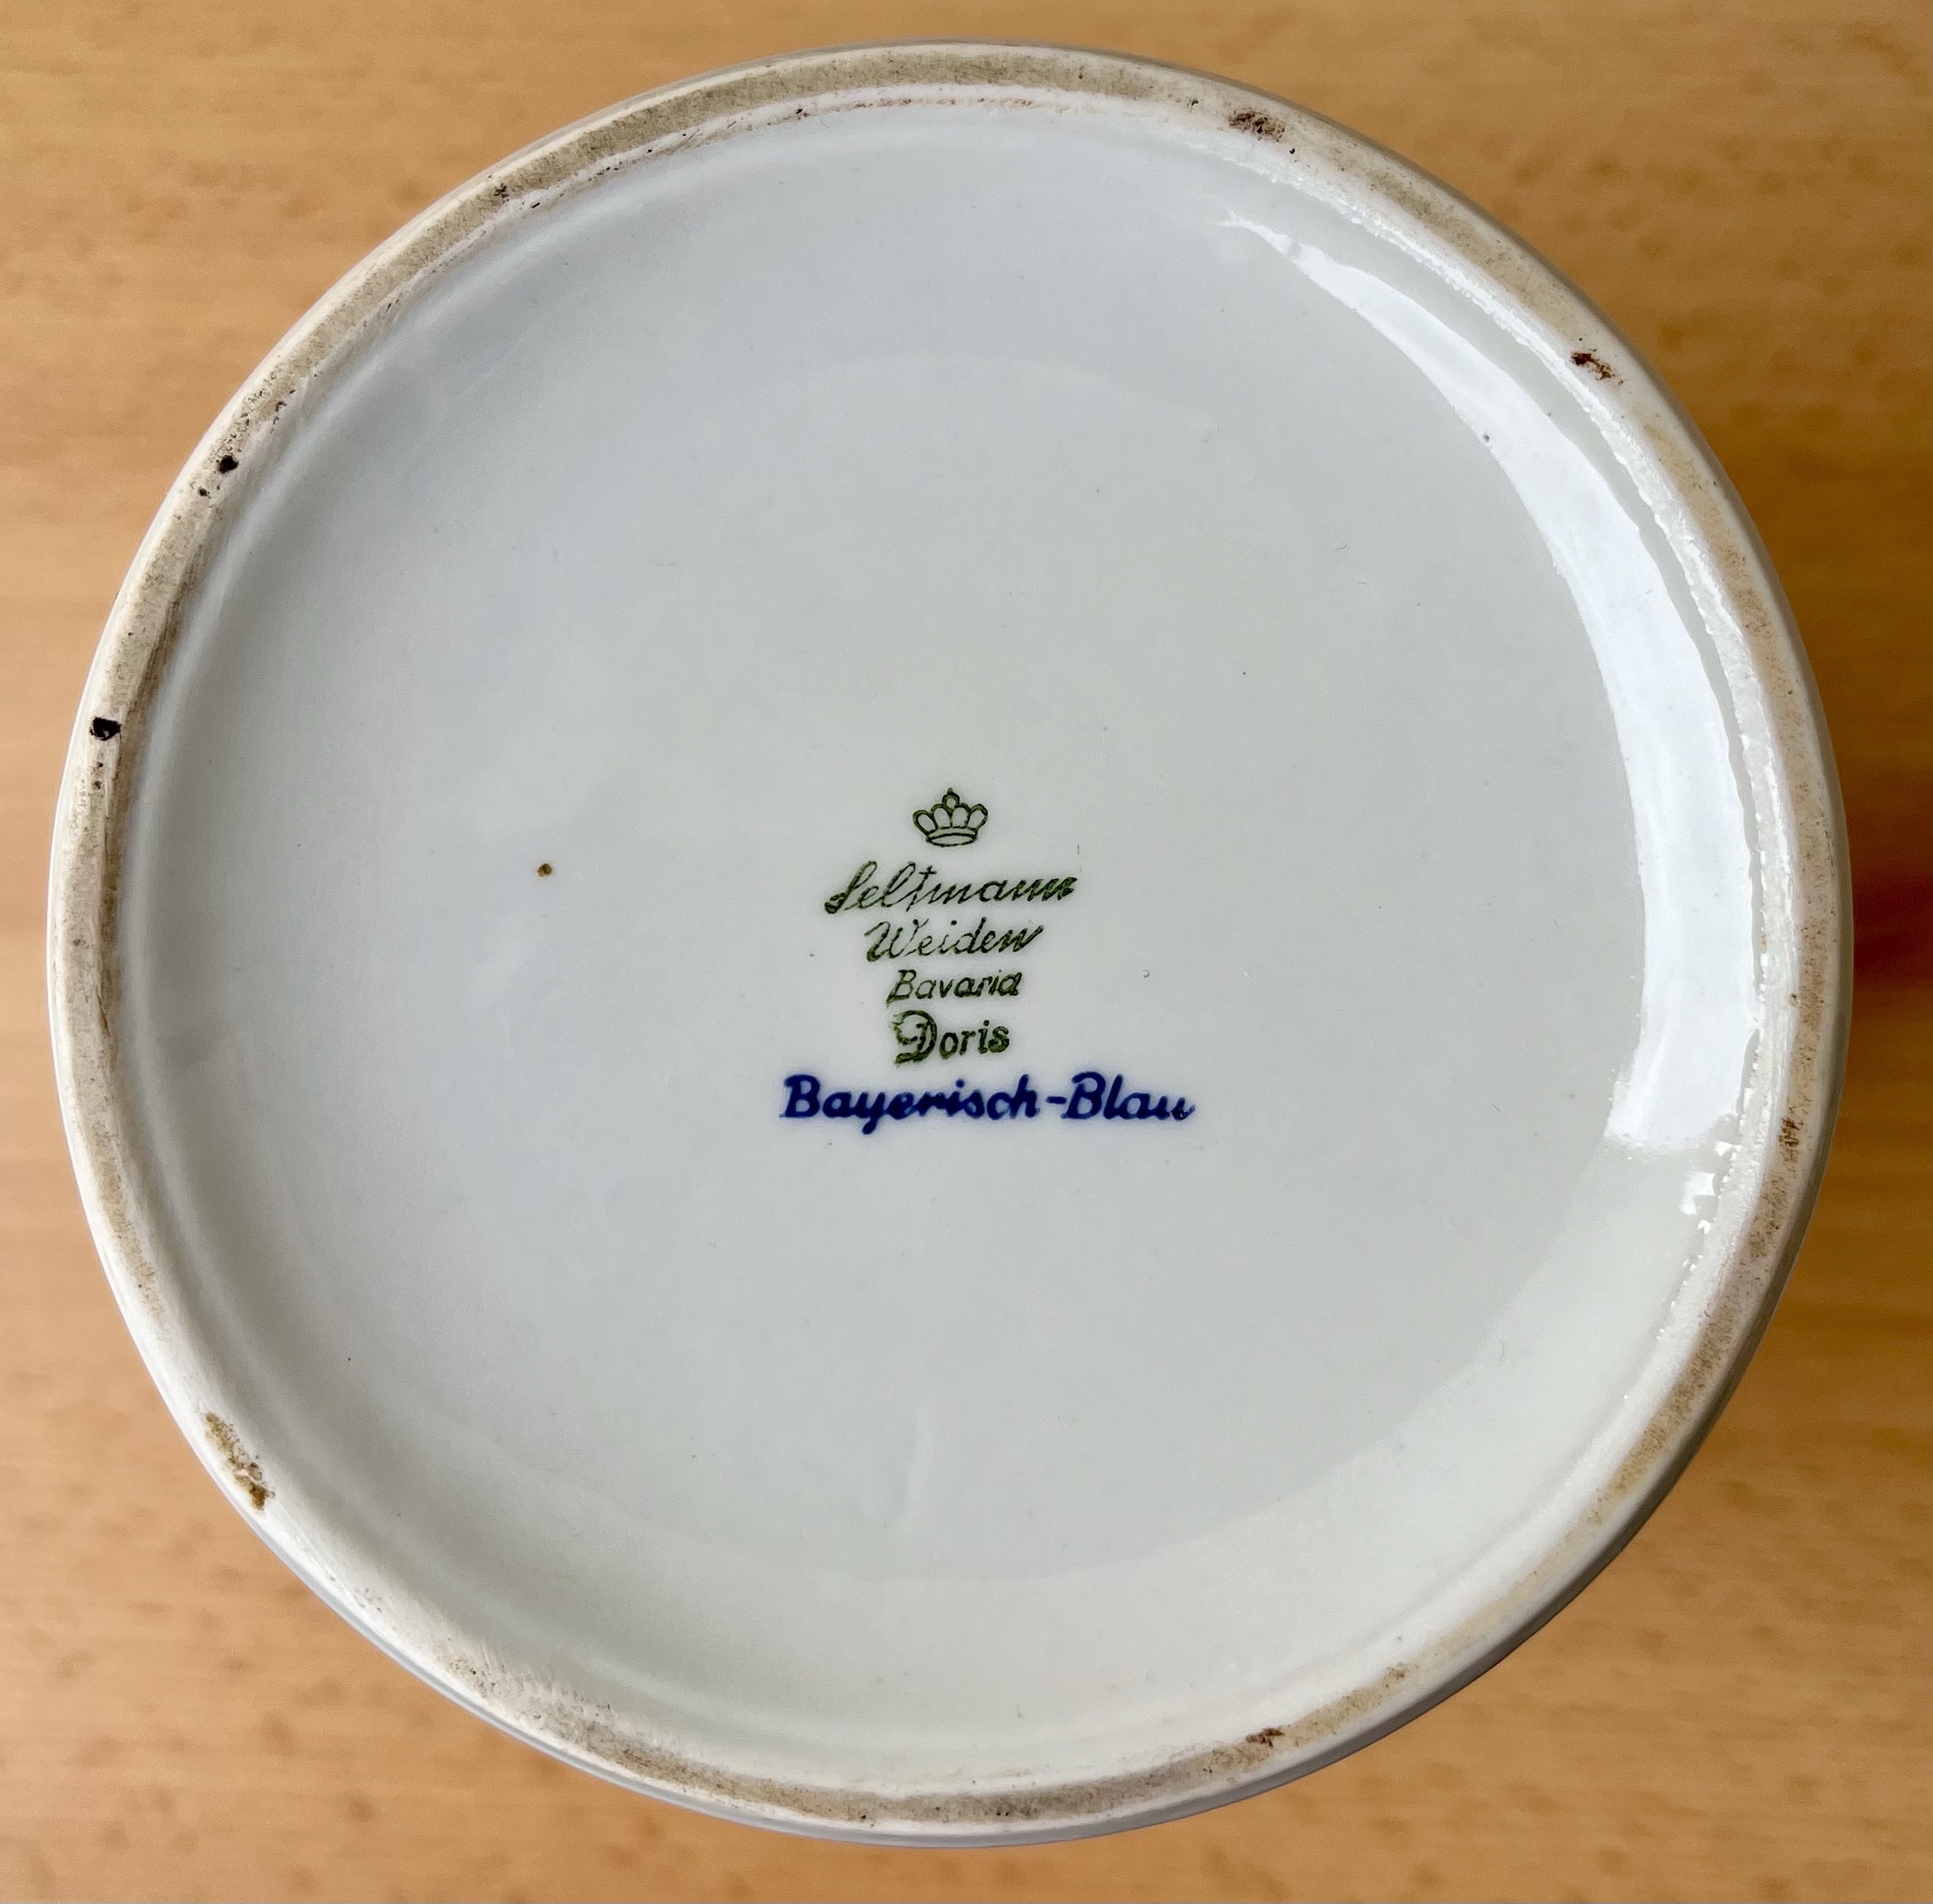 Seltmann
Weiden
Bavaria
Doris
Bayerisch-Blau